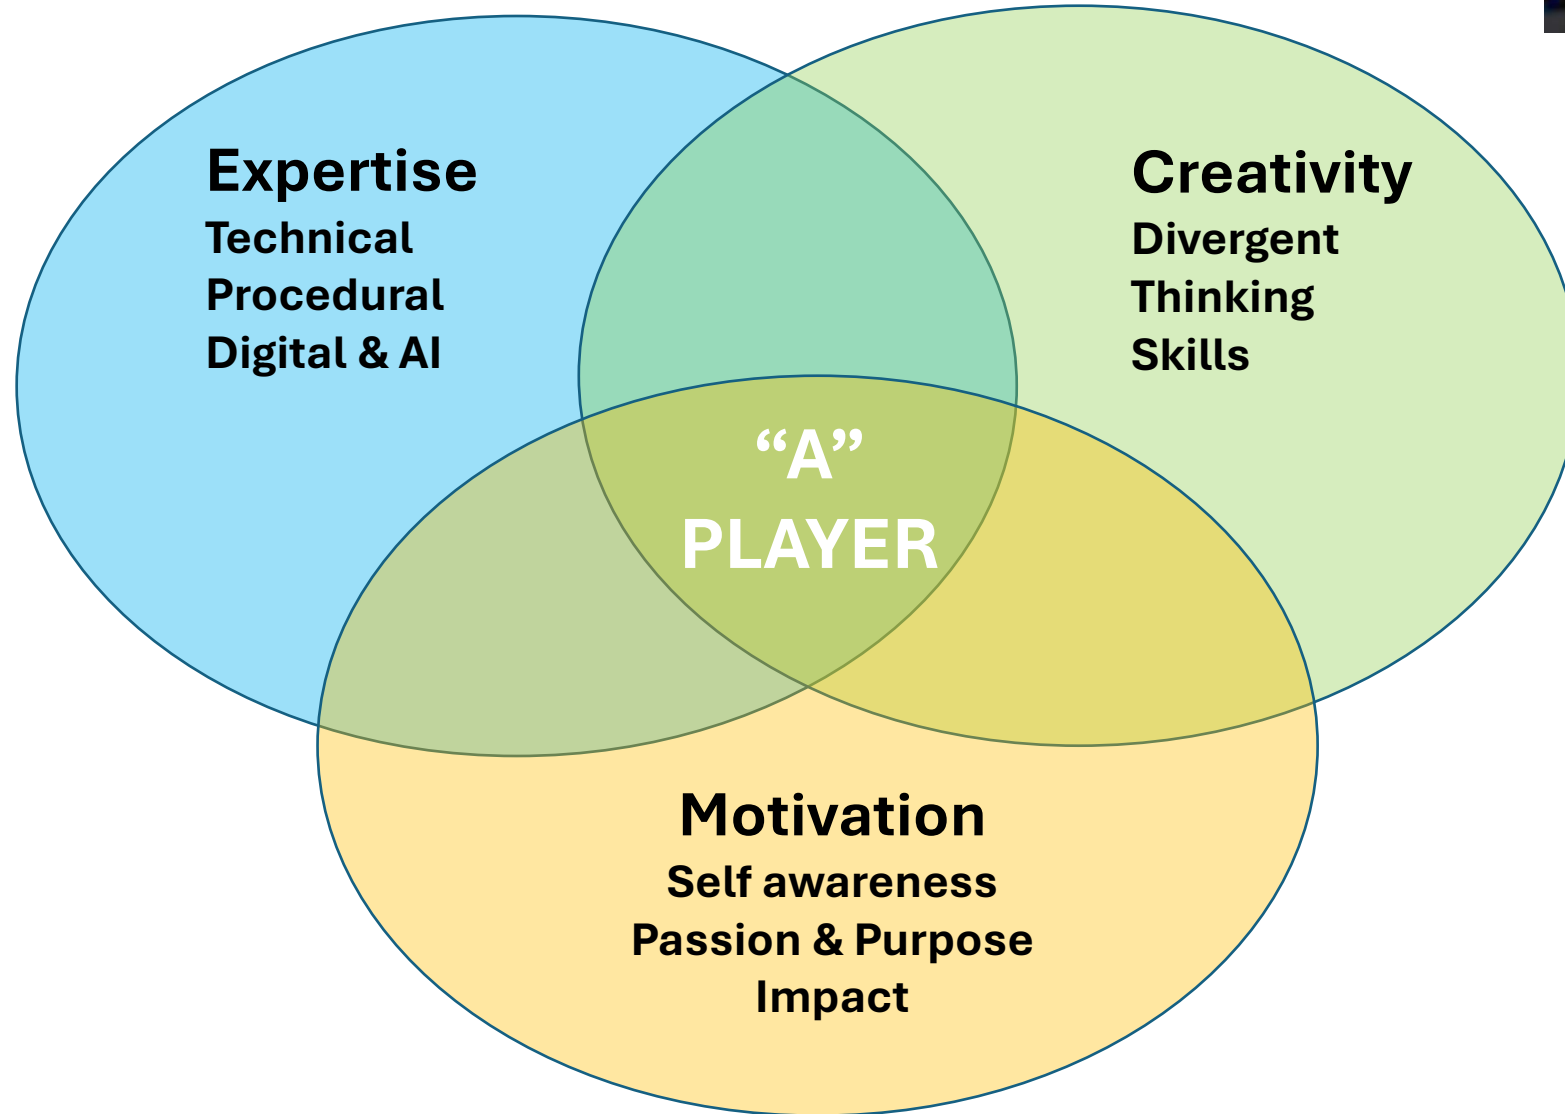 Expertise
Technical
Procedural
Digital & AI
Creativity
Divergent
Thinking
Skills
“A”
PLAYER
Motivation
Self awareness
Passion & Purpose
Impact